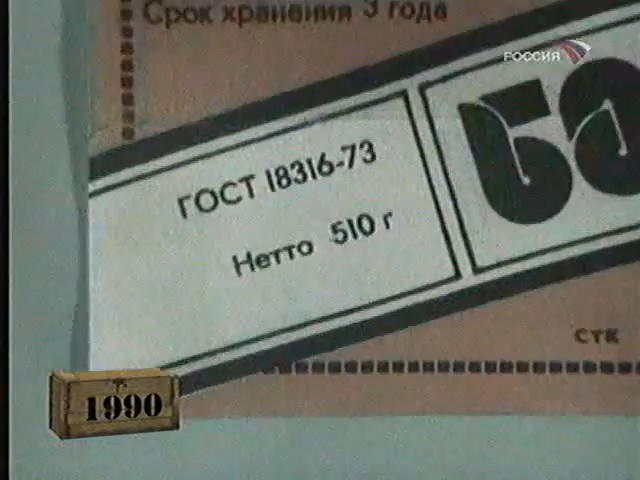 Срок хранения 3 года
РОССИЯ
ГОСТ 18316-73
Нетто 510 г
стк
1990